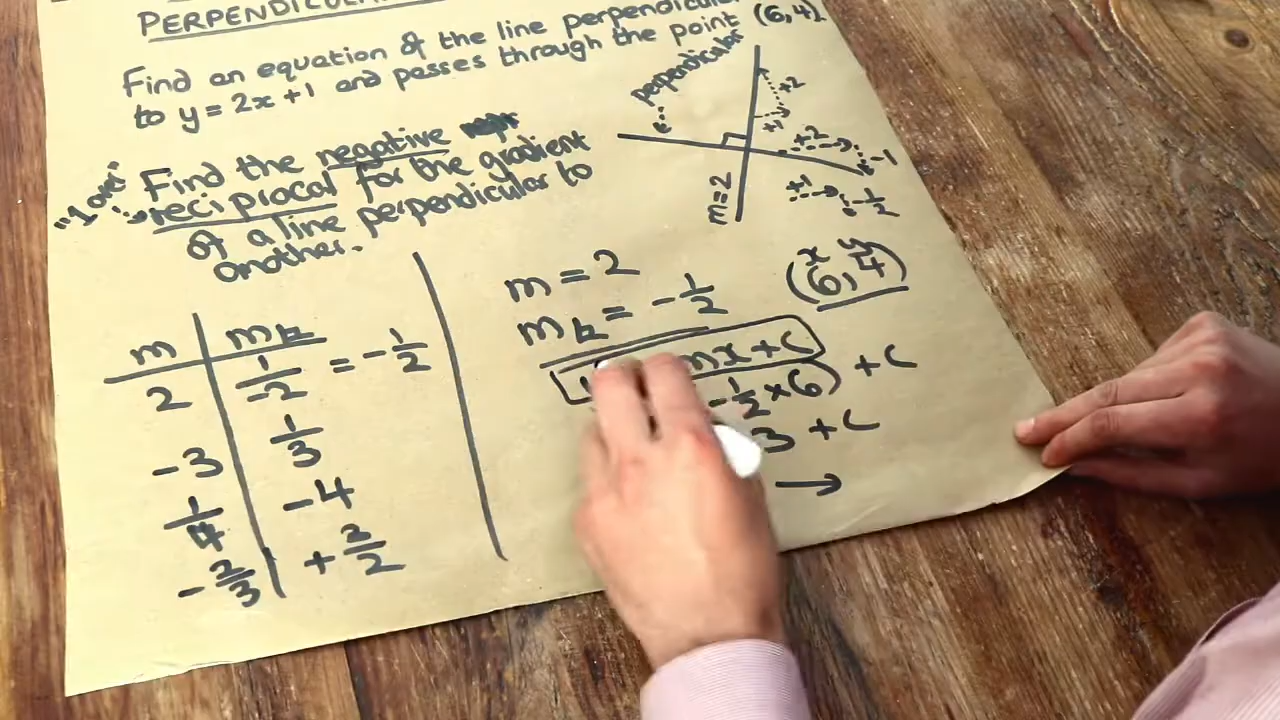 PERPENDICULAR
Find an equation of the line perpendicular
to y = 2x + 1 and passes through the point (6,4).
Find the negative
reciprocal for the gradient
of a line perpendicular to
another.
"1 over"
perpendicular
+2
+1
+2
-1
+1
-1/2
m=2
m
2 1/-2 = -1/2
-3 1/3
1/4 -4
-2/3 + 3/2
m = 2
m = -1/2
x y
(6,4)
mx + c
-1/2 × 6) + c
3 + c
→